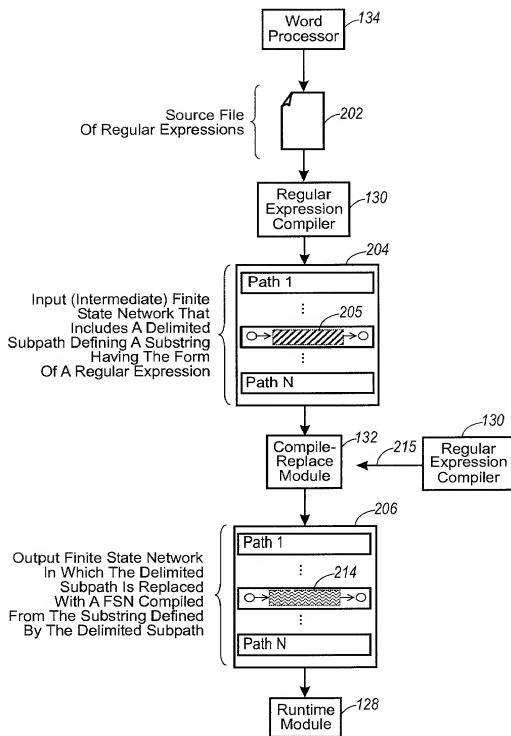 Word
Processor
134
Source File
Of Regular Expressions
202
Regular
Expression
Compiler
130
204
Path 1
Input (Intermediate) Finite
State Network That
Includes A Delimited
Subpath Defining A Substring
Having The Form
Of A Regular Expression
205
Path N
Compile-
Replace
Module
132
215
130
Regular
Expression
Compiler
206
Path 1
Output Finite State Network
In Which The Delimited
Subpath Is Replaced
With A FSN Compiled
From The Substring Defined
By The Delimited Subpath
214
Path N
Runtime
Module
128